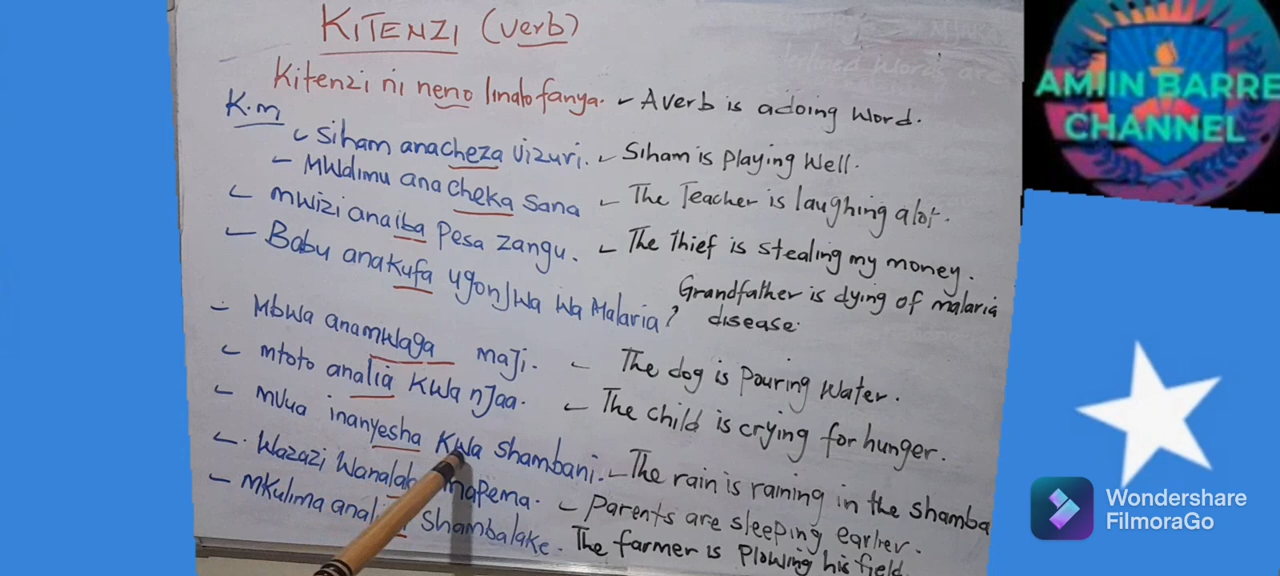 KITENZI (verb)
Kitenzi ni neno linalofanya. A verb is a doing word.
K.m
Siham anacheza vizuri. Siham is playing well.
Mwalimu anacheka sana The Teacher is laughing alot.
mwizi anaiba pesa zangu. The thief is stealing my money.
Babu anakufa ugonjwa wa Malaria? Grandfather is dying of malaria
disease.
Mbwa anamwaga maji. The dog is pouring water.
mtoto analia kwa njaa. The child is crying for hunger.
mvua inanyesha kwa shambani. The rain is raining in the shamba
Wazazi mapema. Parents are sleeping earlier.
mkulima shambalake. The farmer is plowing his field.
AMIIN BARRE
CHANNEL
Wondershare
FilmoraGo